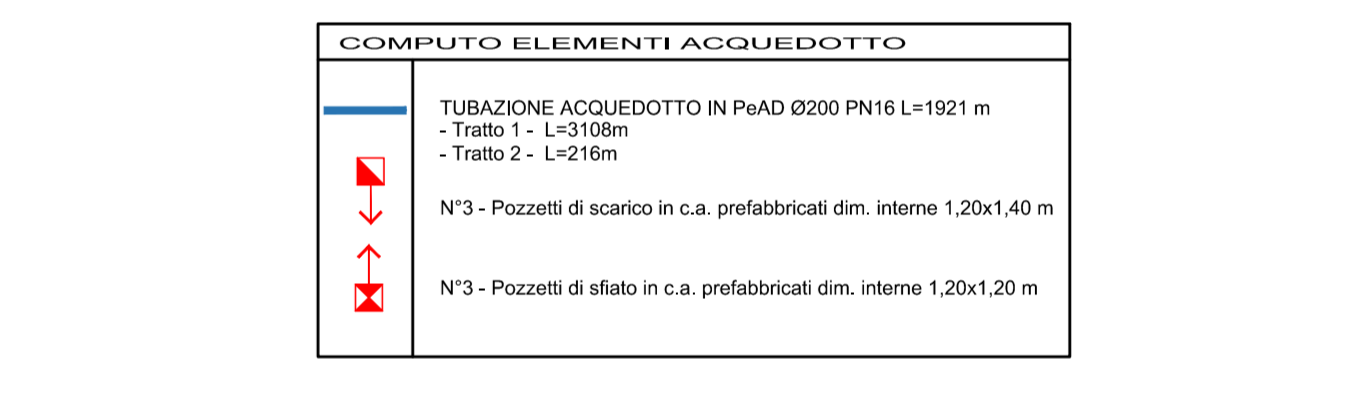 COMPUTO ELEMENTI ACQUEDOTTO
TUBAZIONE ACQUEDOTTO IN PeAD Ø200 PN16 L=1921 m
- Tratto 1 - L=3108m
- Tratto 2 - L=216m
N°3 - Pozzetti di scarico in c.a. prefabbricati dim. interne 1,20x1,40 m
N°3 - Pozzetti di sfiato in c.a. prefabbricati dim. interne 1,20x1,20 m